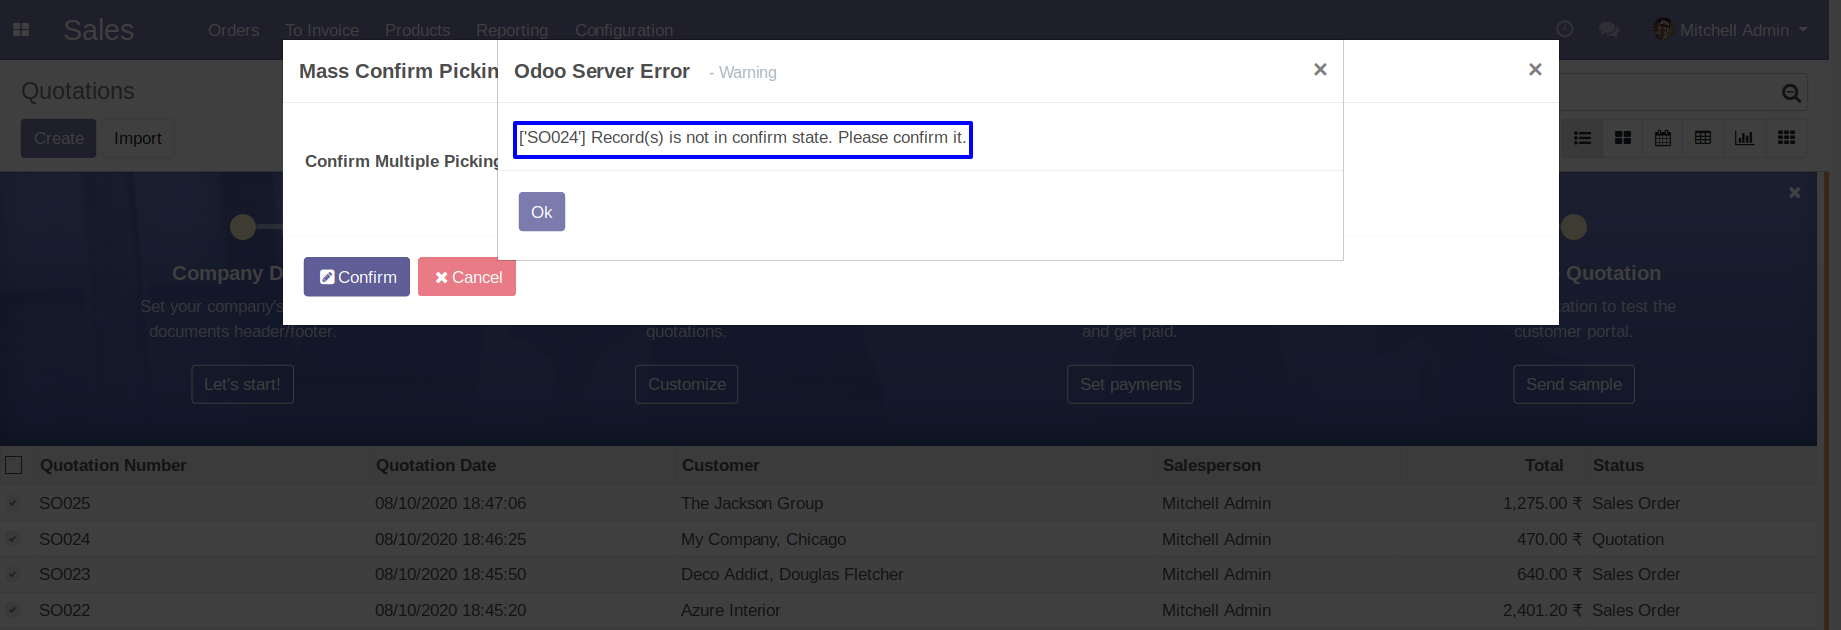 Sales Orders To Invoice Products Reporting Configuration Mitchell Admin
Mass Confirm Pickin Odoo Server Error - Warning
Quotations
Create Import
['SO024'] Record(s) is not in confirm state. Please confirm it.
Confirm Multiple Picking
Ok
Confirm Cancel
Company D Quotation
Set your company's ation to test the
documents header/footer. quotations. and get paid. customer portal.
Let's start! Customize Set payments Send sample
Quotation Number Quotation Date Customer Salesperson Total Status
SO025 08/10/2020 18:47:06 The Jackson Group Mitchell Admin 1,275.00 ₹ Sales Order
SO024 08/10/2020 18:46:25 My Company, Chicago Mitchell Admin 470.00 ₹ Quotation
SO023 08/10/2020 18:45:50 Deco Addict, Douglas Fletcher Mitchell Admin 640.00 ₹ Sales Order
SO022 08/10/2020 18:45:20 Azure Interior Mitchell Admin 2,401.20 ₹ Sales Order